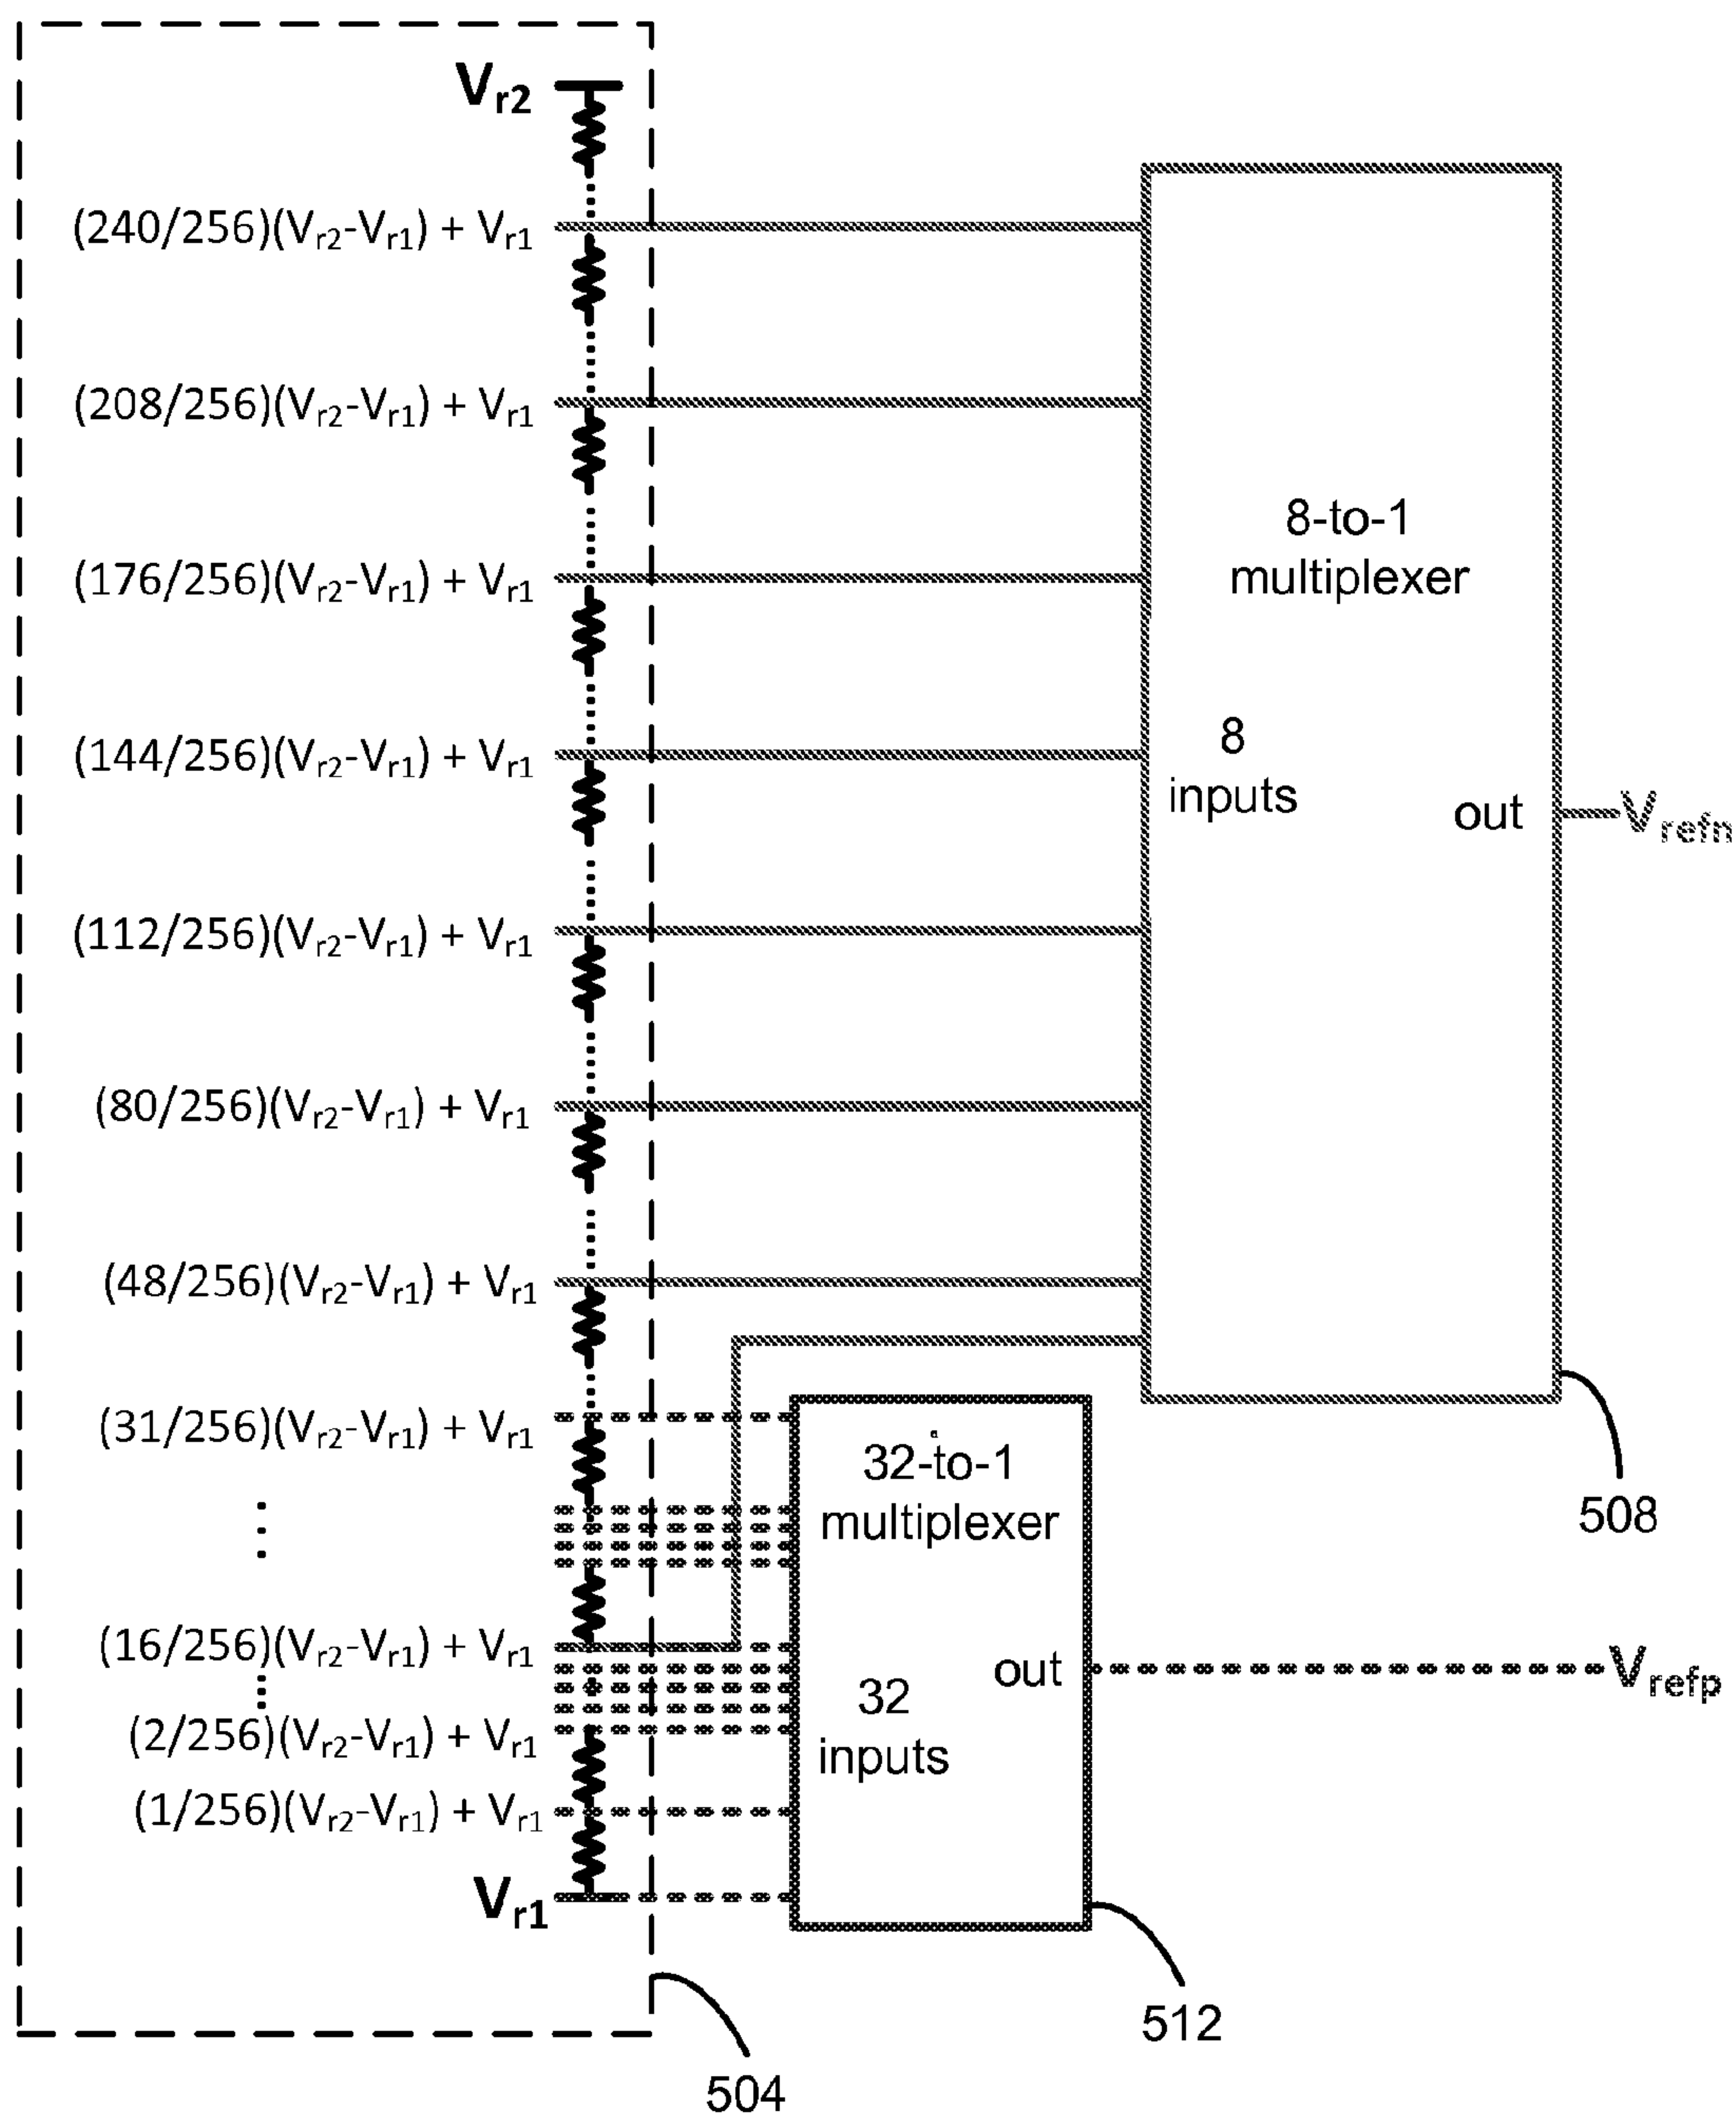 Vr2
(240/256)(Vr2-Vr1) + Vr1
(208/256)(Vr2-Vr1) + Vr1
(176/256)(Vr2-Vr1) + Vr1
(144/256)(Vr2-Vr1) + Vr1
(112/256)(Vr2-Vr1) + Vr1
(80/256)(Vr2-Vr1) + Vr1
(48/256)(Vr2-Vr1) + Vr1
(31/256)(Vr2-Vr1) + Vr1
(16/256)(Vr2-Vr1) + Vr1
(2/256)(Vr2-Vr1) + Vr1
(1/256)(Vr2-Vr1) + Vr1
Vr1
8-to-1
multiplexer
8
inputs
out
Vrefn
508
32-to-1
multiplexer
32
inputs
out
Vrefp
512
504